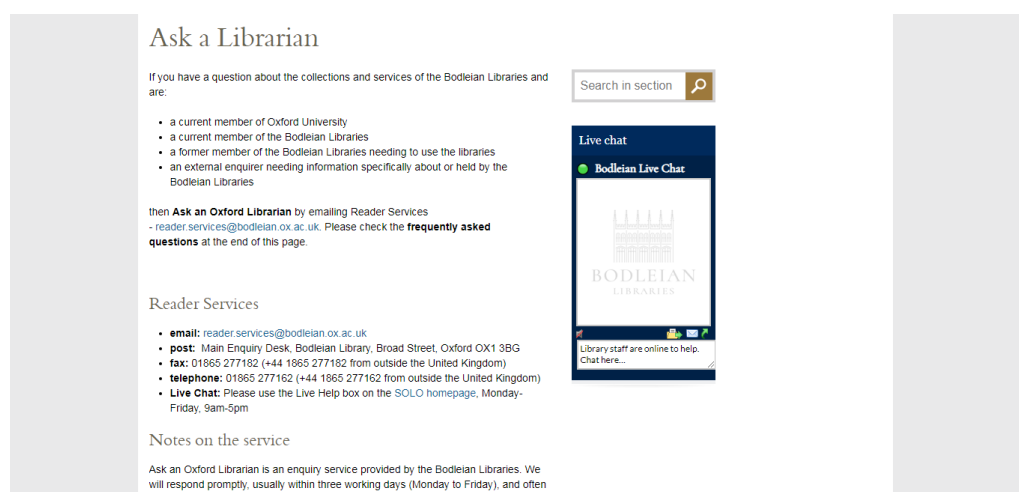 Ask a Librarian
If you have a question about the collections and services of the Bodleian Libraries and
are:
• a current member of Oxford University
• a current member of the Bodleian Libraries
• a former member of the Bodleian Libraries needing to use the libraries
• an external enquirer needing information specifically about or held by the
Bodleian Libraries
then Ask an Oxford Librarian by emailing Reader Services
- reader.services@bodleian.ox.ac.uk. Please check the frequently asked
questions at the end of this page.
Reader Services
• email: reader.services@bodleian.ox.ac.uk
• post: Main Enquiry Desk, Bodleian Library, Broad Street, Oxford OX1 3BG
• fax: 01865 277182 (+44 1865 277182 from outside the United Kingdom)
• telephone: 01865 277162 (+44 1865 277162 from outside the United Kingdom)
• Live Chat: Please use the Live Help box on the SOLO homepage, Monday-
Friday, 9am-5pm
Notes on the service
Ask an Oxford Librarian is an enquiry service provided by the Bodleian Libraries. We
will respond promptly, usually within three working days (Monday to Friday), and often
Search in section
Live chat
Bodleian Live Chat
BODLEIAN
LIBRARIES
Library staff are online to help.
Chat here...